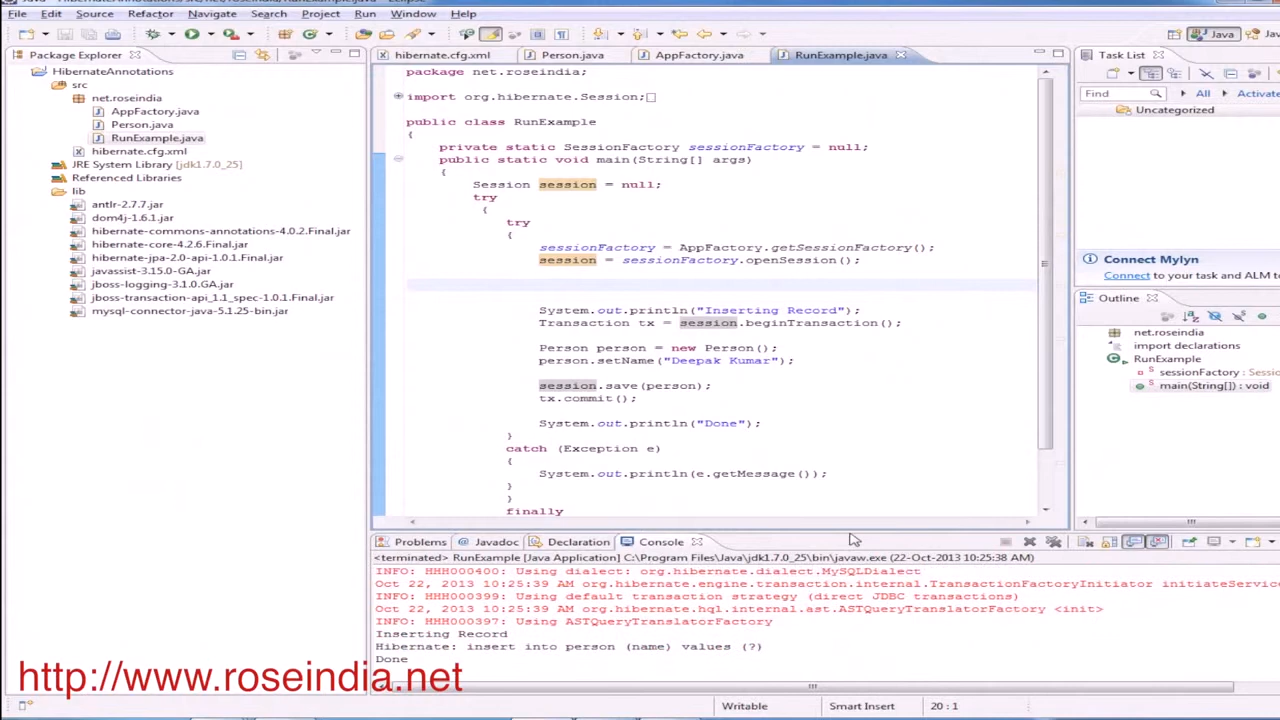 File Edit Source Refactor Navigate Search Project Run Window Help
Java
Package Explorer
HibernateAnnotations
src
net.roseindia
AppFactory.java
Person.java
RunExample.java
hibernate.cfg.xml
JRE System Library [jdk1.7.0_25]
Referenced Libraries
lib
antlr-2.7.7.jar
dom4j-1.6.1.jar
hibernate-commons-annotations-4.0.2.Final.jar
hibernate-core-4.2.6.Final.jar
hibernate-jpa-2.0-api-1.0.1.Final.jar
javassist-3.15.0-GA.jar
jboss-logging-3.1.0.GA.jar
jboss-transaction-api_1.1_spec-1.0.1.Final.jar
mysql-connector-java-5.1.25-bin.jar
hibernate.cfg.xml Person.java AppFactory.java RunExample.java
package net.roseindia;
import org.hibernate.Session;
public class RunExample
{
private static SessionFactory sessionFactory = null;
public static void main(String[] args)
{
Session session = null;
try
{
try
{
sessionFactory = AppFactory.getSessionFactory();
session = sessionFactory.openSession();
System.out.println("Inserting Record");
Transaction tx = session.beginTransaction();
Person person = new Person();
person.setName("Deepak Kumar");
session.save(person);
tx.commit();
System.out.println("Done");
}
catch (Exception e)
{
System.out.println(e.getMessage());
}
}
finally
Task List
Find All Activate
Uncategorized
Connect Mylyn
Connect to your task and ALM to
Outline
net.roseindia
import declarations
RunExample
sessionFactory : Sessio
main(String[]) : void
Problems Javadoc Declaration Console
<terminated> RunExample [Java Application] C:\Program Files\Java\jdk1.7.0_25\bin\javaw.exe (22-Oct-2013 10:25:38 AM)
INFO: HHH000400: Using dialect: org.hibernate.dialect.MySQLDialect
Oct 22, 2013 10:25:39 AM org.hibernate.engine.transaction.internal.TransactionFactoryInitiator initiateServic
INFO: HHH000399: Using default transaction strategy (direct JDBC transactions)
Oct 22, 2013 10:25:39 AM org.hibernate.hql.internal.ast.ASTQueryTranslatorFactory <init>
INFO: HHH000397: Using ASTQueryTranslatorFactory
Inserting Record
Hibernate: insert into person (name) values (?)
Done
http://www.roseindia.net
Writable Smart Insert 20 : 1